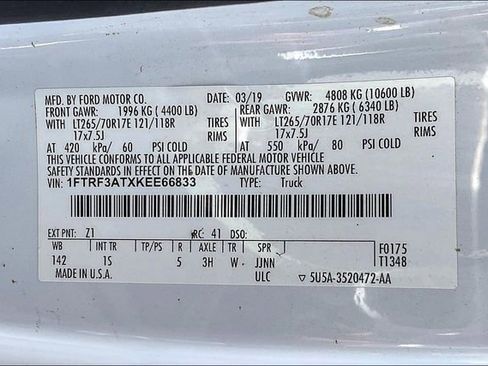 MFD. BY FORD MOTOR CO. DATE: 03/19 GVWR: 4808 KG (10600 LB)
FRONT GAWR: 1996 KG ( 4400 LB) REAR GAWR: 2876 KG ( 6340 LB)
WITH LT265/70R17E 121/118R TIRES WITH LT265/70R17E 121/118R TIRES
17x7.5J RIMS 17x7.5J RIMS
AT 420 kPa/ 60 PSI COLD AT 550 kPa/ 80 PSI COLD
THIS VEHICLE CONFORMS TO ALL APPLICABLE FEDERAL MOTOR VEHICLE
SAFETY STANDARDS IN EFFECT ON THE DATE OF MANUFACTURE SHOWN ABOVE.
VIN: 1FTRF3ATXKEE66833 TYPE: Truck
EXT PNT: Z1 RC: 41 DSO:
WB INT TR TP/PS R AXLE TR SPR F0175
142 1S 5 3H W JJNN T1348
MADE IN U.S.A. ULC ▽ 5U5A-3520472-AA